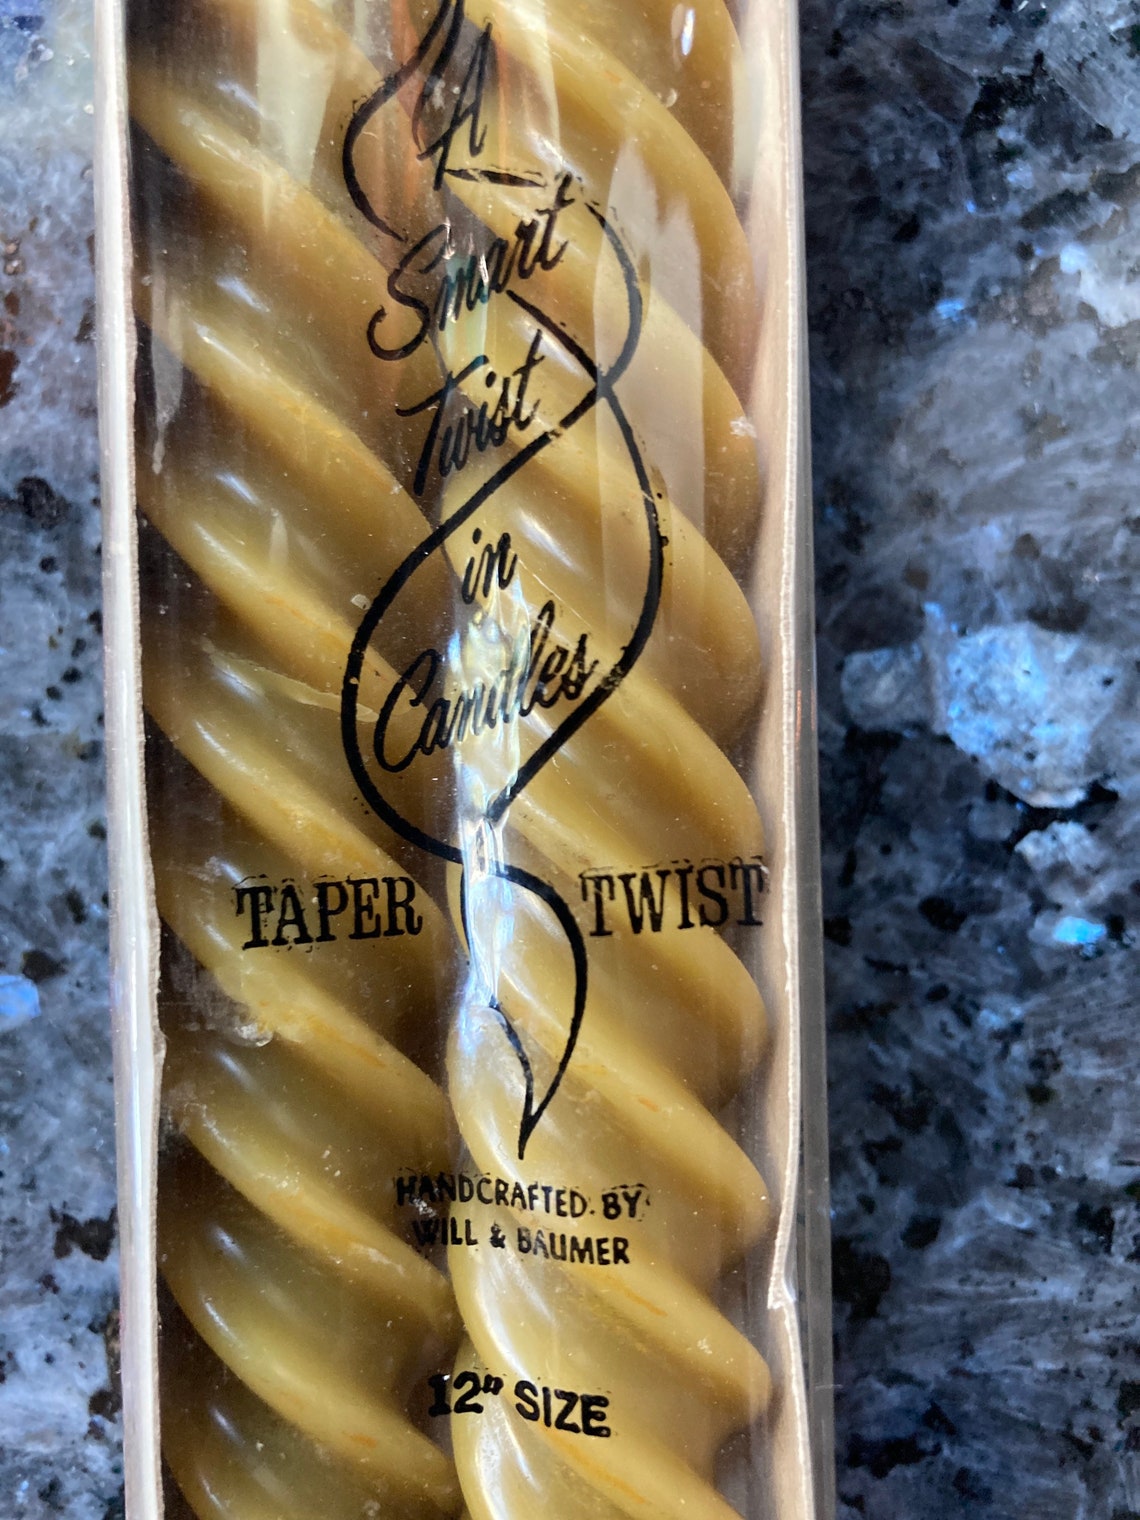 A
Smart
Twist
in
Candles
TAPER TWIST
HANDCRAFTED BY
WILL & BAUMER
12" SIZE